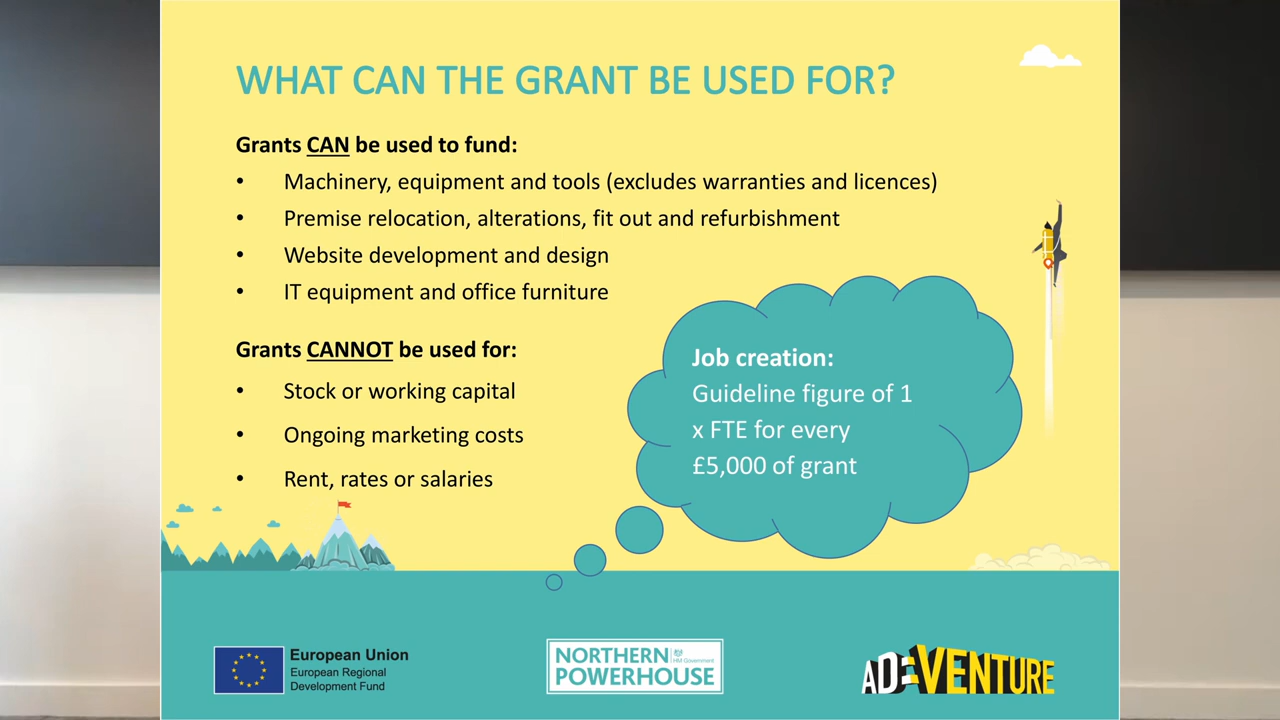 WHAT CAN THE GRANT BE USED FOR?
Grants CAN be used to fund:
• Machinery, equipment and tools (excludes warranties and licences)
• Premise relocation, alterations, fit out and refurbishment
• Website development and design
• IT equipment and office furniture
Grants CANNOT be used for:
• Stock or working capital
• Ongoing marketing costs
• Rent, rates or salaries
Job creation:
Guideline figure of 1
x FTE for every
£5,000 of grant
European Union
European Regional
Development Fund
NORTHERN
HM Government
POWERHOUSE
AD:VENTURE